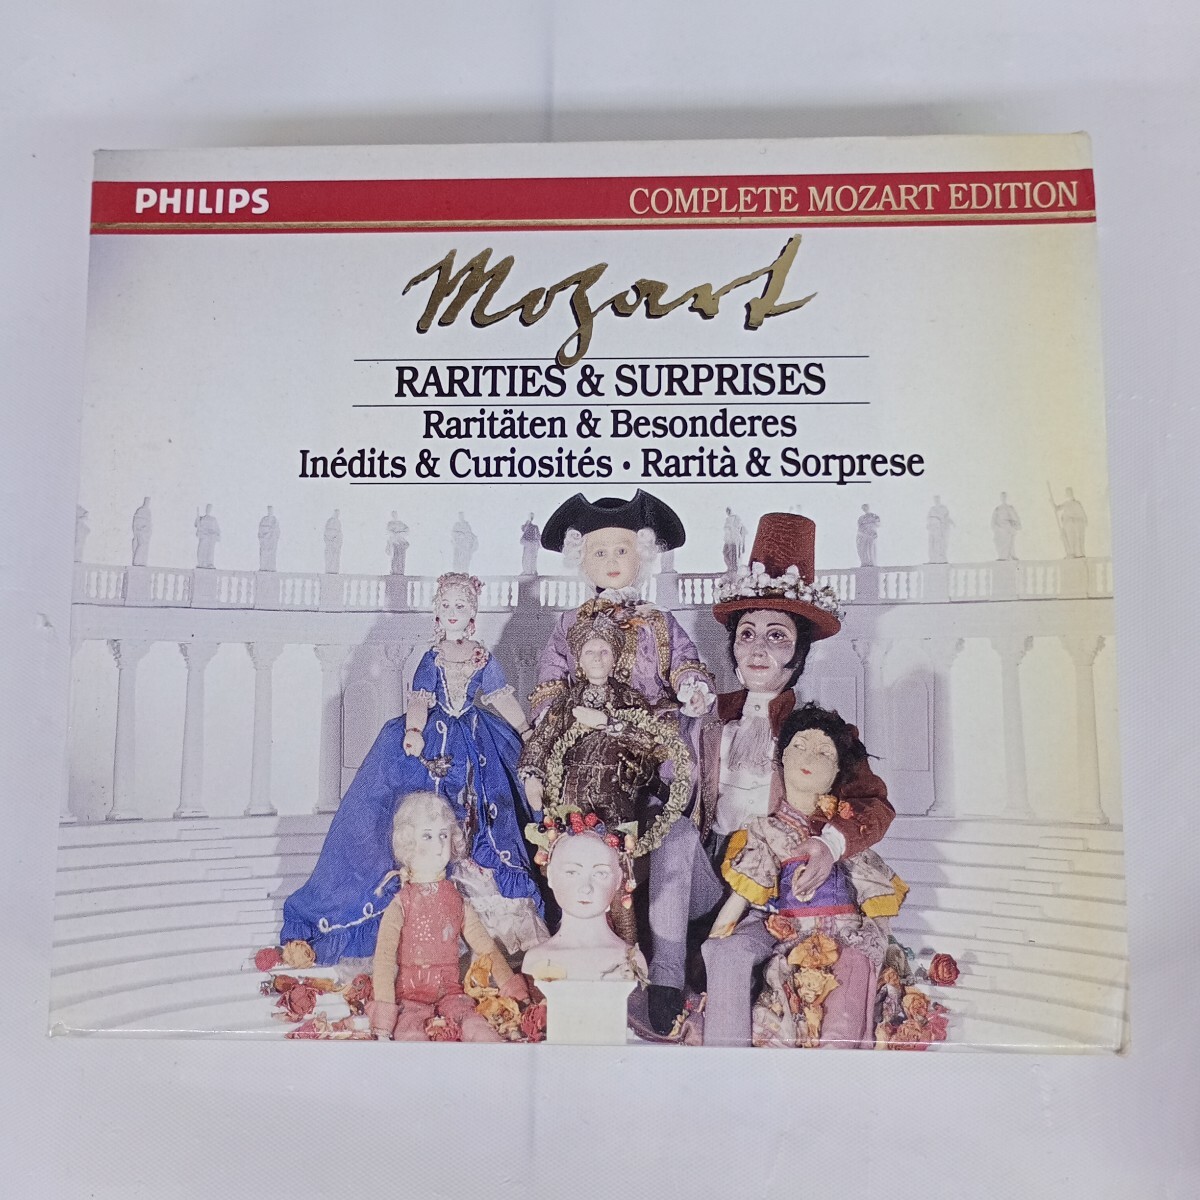 PHILIPS COMPLETE MOZART EDITION
Mozart
RARITIES & SURPRISES
Raritäten & Besonderes
Inédits & Curiosités · Rarità & Sorprese